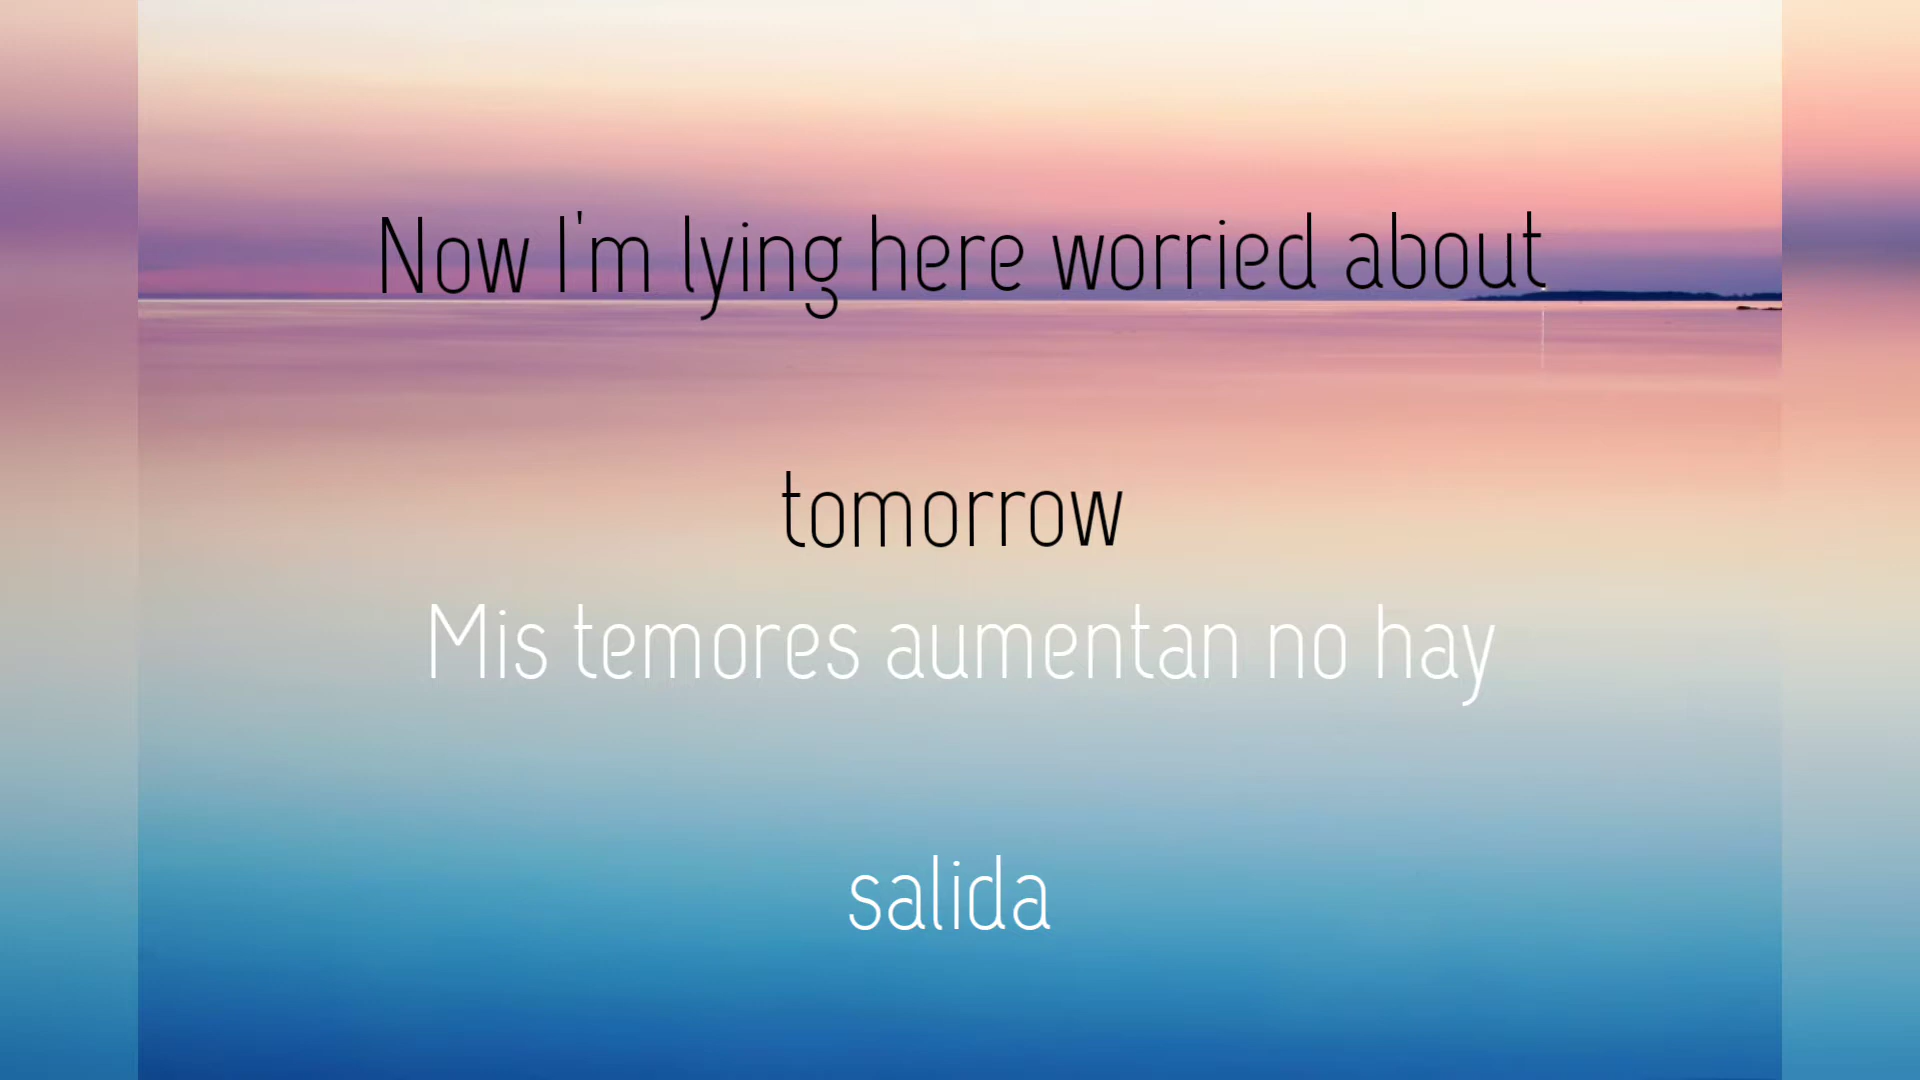 Now I'm lying here worried about
tomorrow
Mis temores aumentan no hay
salida